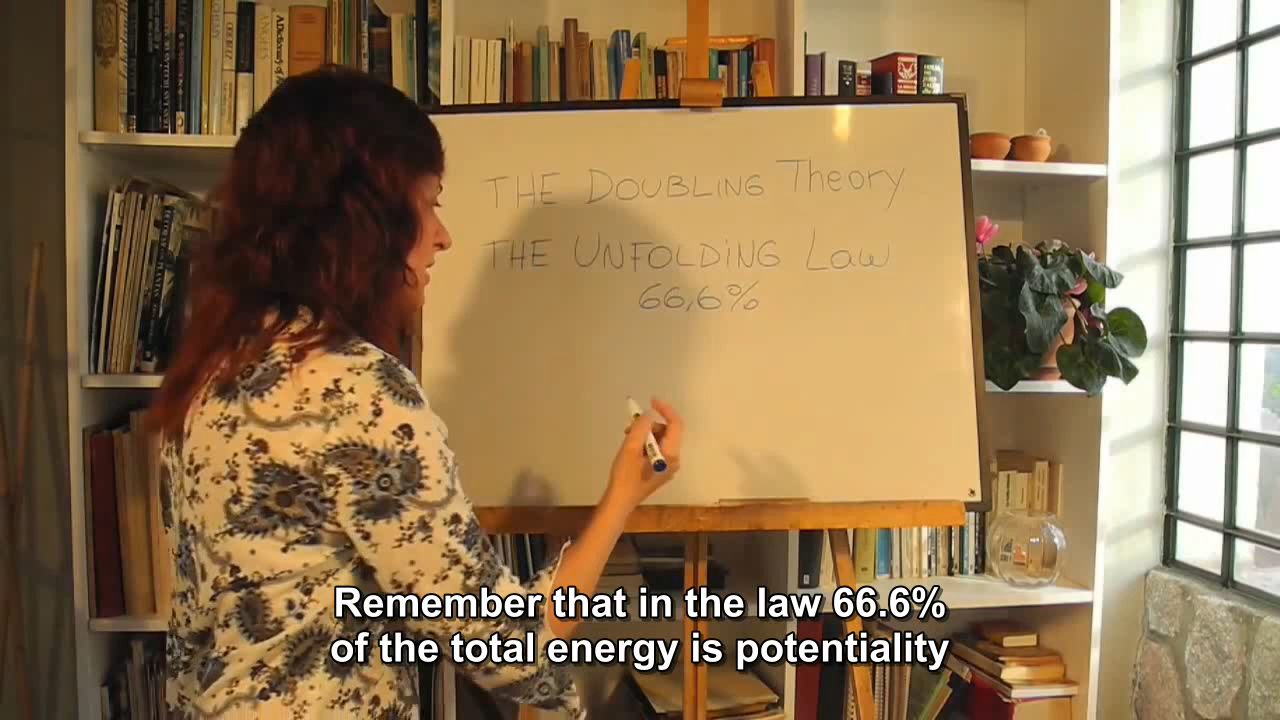 THE DOUBLING Theory
THE UNFOLDING Law
66,6%
Remember that in the law 66.6%
of the total energy is potentiality